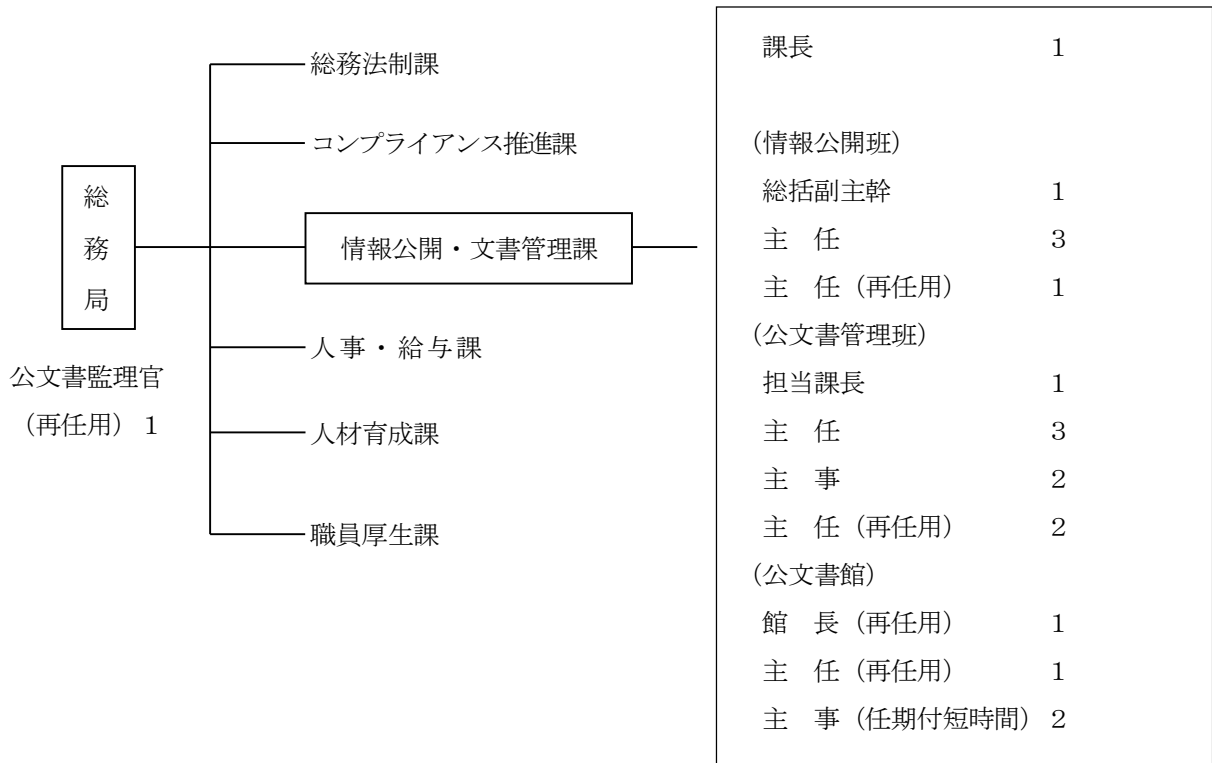 総務局
公文書監理官
（再任用） １
総務法制課
コンプライアンス推進課
情報公開・文書管理課
人事・給与課
人材育成課
職員厚生課
課長 １
（情報公開班）
総括副主幹 １
主　任 ３
主　任（再任用） １
（公文書管理班）
担当課長 １
主　任 ３
主　事 ２
主　任（再任用） ２
（公文書館）
館　長（再任用） １
主　任（再任用） １
主　事（任期付短時間） ２